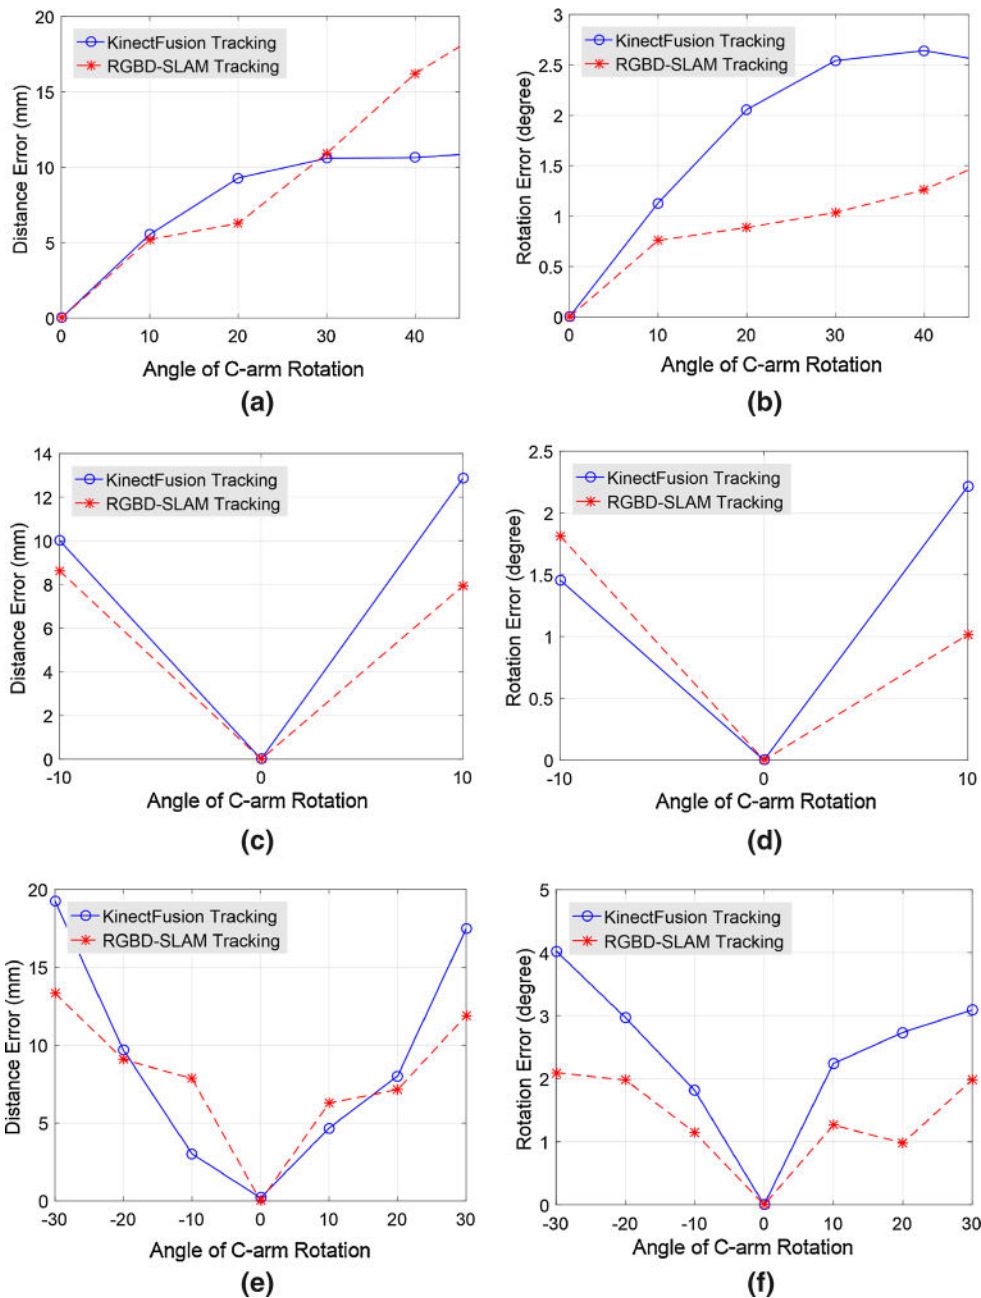 20
15
10
5
0
Distance Error (mm)
KinectFusion Tracking
RGBD-SLAM Tracking
0 10 20 30 40
Angle of C-arm Rotation
(a)
3
2.5
2
1.5
1
0.5
0
Rotation Error (degree)
KinectFusion Tracking
RGBD-SLAM Tracking
0 10 20 30 40
Angle of C-arm Rotation
(b)
14
12
10
8
6
4
2
0
Distance Error (mm)
KinectFusion Tracking
RGBD-SLAM Tracking
-10 0 10
Angle of C-arm Rotation
(c)
2.5
2
1.5
1
0.5
0
Rotation Error (degree)
KinectFusion Tracking
RGBD-SLAM Tracking
-10 0 10
Angle of C-arm Rotation
(d)
20
15
10
5
0
Distance Error (mm)
KinectFusion Tracking
RGBD-SLAM Tracking
-30 -20 -10 0 10 20 30
Angle of C-arm Rotation
(e)
5
4
3
2
1
0
Rotation Error (degree)
KinectFusion Tracking
RGBD-SLAM Tracking
-30 -20 -10 0 10 20 30
Angle of C-arm Rotation
(f)